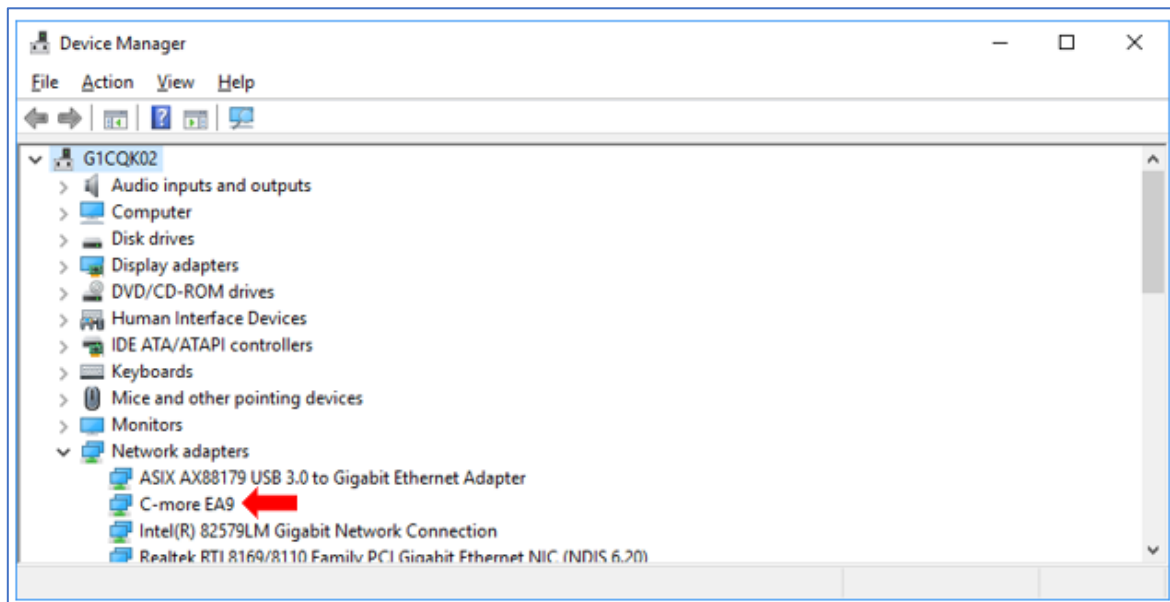 Device Manager
File Action View Help
G1CQK02
Audio inputs and outputs
Computer
Disk drives
Display adapters
DVD/CD-ROM drives
Human Interface Devices
IDE ATA/ATAPI controllers
Keyboards
Mice and other pointing devices
Monitors
Network adapters
ASIX AX88179 USB 3.0 to Gigabit Ethernet Adapter
C-more EA9
Intel(R) 82579LM Gigabit Network Connection
Realtek RTL8169/8110 Family PCI Gigabit Ethernet NIC (NDIS 6.20)